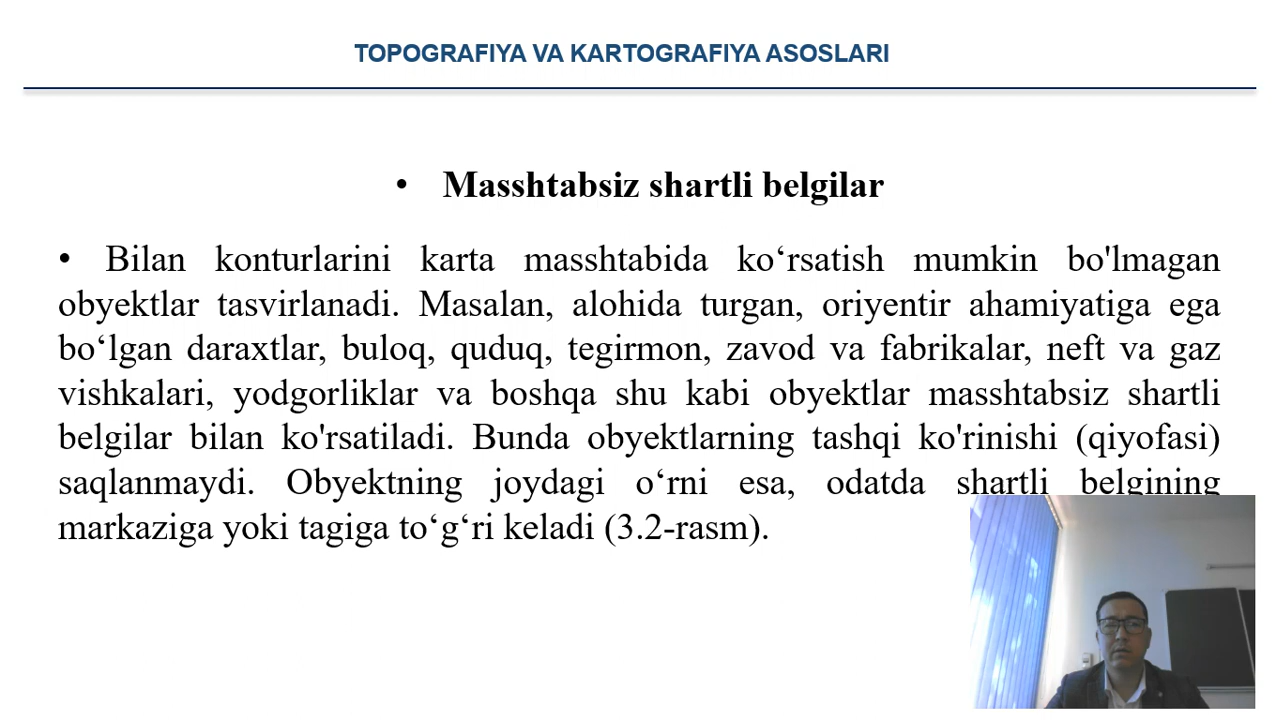 TOPOGRAFIYA VA KARTOGRAFIYA ASOSLARI
• Masshtabsiz shartli belgilar
• Bilan konturlarini karta masshtabida ko‘rsatish mumkin bo'lmagan
obyektlar tasvirlanadi. Masalan, alohida turgan, oriyentir ahamiyatiga ega
bo‘lgan daraxtlar, buloq, quduq, tegirmon, zavod va fabrikalar, neft va gaz
vishkalari, yodgorliklar va boshqa shu kabi obyektlar masshtabsiz shartli
belgilar bilan ko'rsatiladi. Bunda obyektlarning tashqi ko'rinishi (qiyofasi)
saqlanmaydi. Obyektning joydagi o‘rni esa, odatda shartli belgining
markaziga yoki tagiga to‘g‘ri keladi (3.2-rasm).